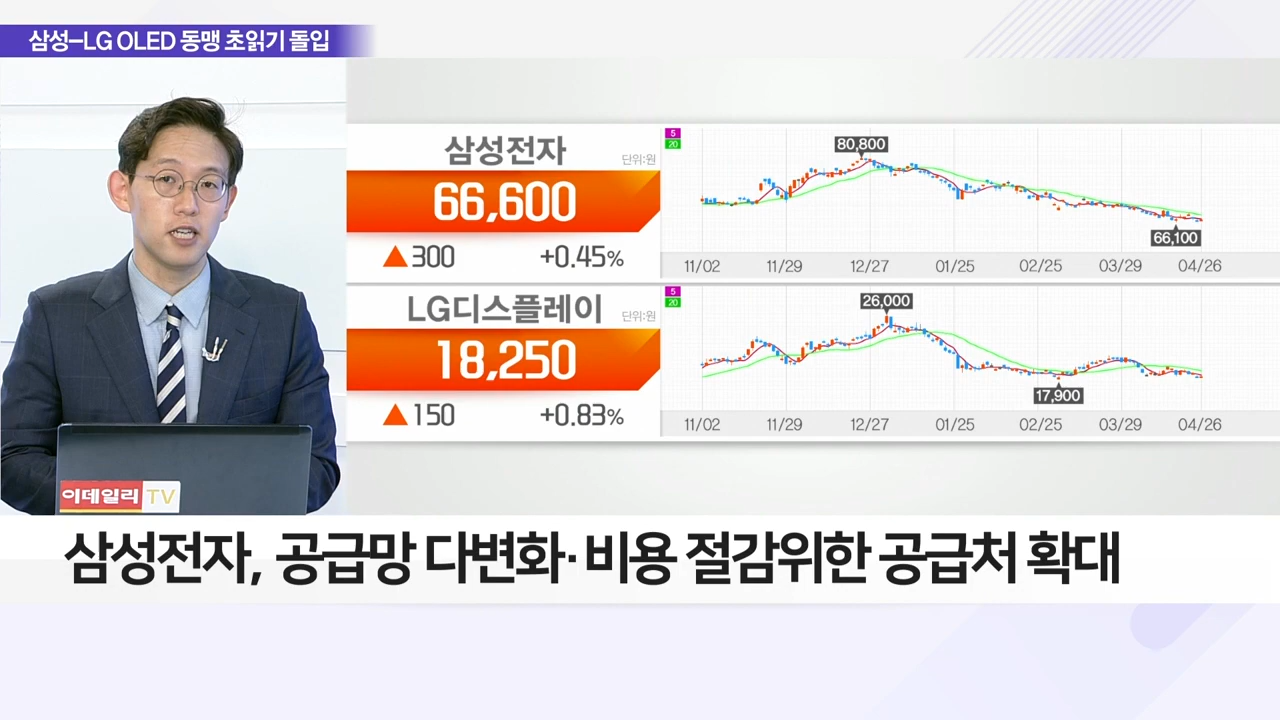 삼성-LG OLED 동맹 초읽기 돌입
삼성전자
단위:원
66,600
▲300 +0.45%
5
20
80,800
66,100
11/02 11/29 12/27 01/25 02/25 03/29 04/26
LG디스플레이
단위:원
18,250
▲150 +0.83%
5
20
26,000
17,900
11/02 11/29 12/27 01/25 02/25 03/29 04/26
이데일리 TV
삼성전자, 공급망 다변화·비용 절감위한 공급처 확대